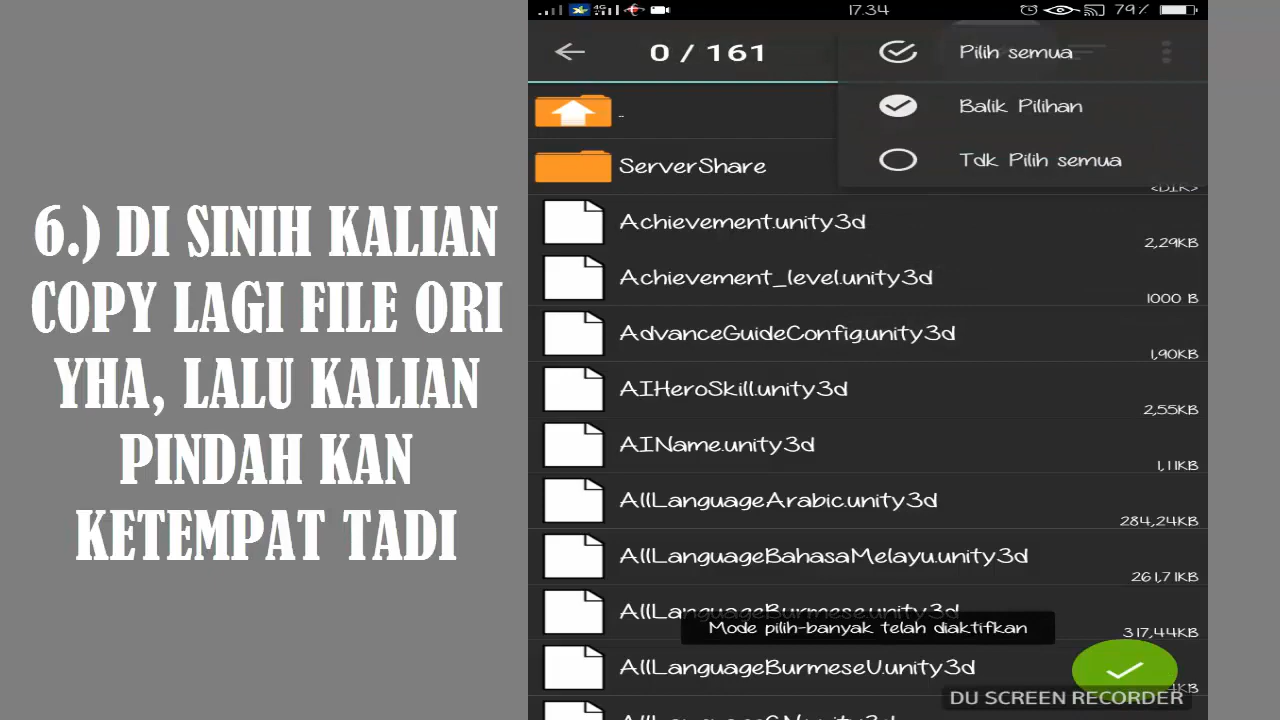 6.) DI SINIH KALIAN
COPY LAGI FILE ORI
YHA, LALU KALIAN
PINDAH KAN
KETEMPAT TADI
4G
17.34
79%
0 / 161
Pilih semua
Balik Pilihan
Tdk Pilih semua
ServerShare
<DIR>
Achievement.unity3d
2,29KB
Achievement_level.unity3d
1000 B
AdvanceGuideConfig.unity3d
1,90KB
AIHeroSkill.unity3d
2,55KB
AIName.unity3d
1,11KB
AllLanguageArabic.unity3d
284,24KB
AllLanguageBahasaMelayu.unity3d
261,71KB
AllLanguageBurmese.unity3d
317,44KB
Mode pilih-banyak telah diaktifkan
AllLanguageBurmeseU.unity3d
DU SCREEN RECORDER